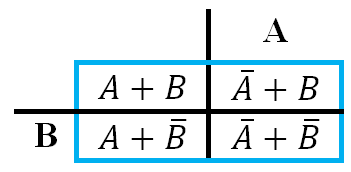 A
A + B Ā + B
B A + B̄ Ā + B̄